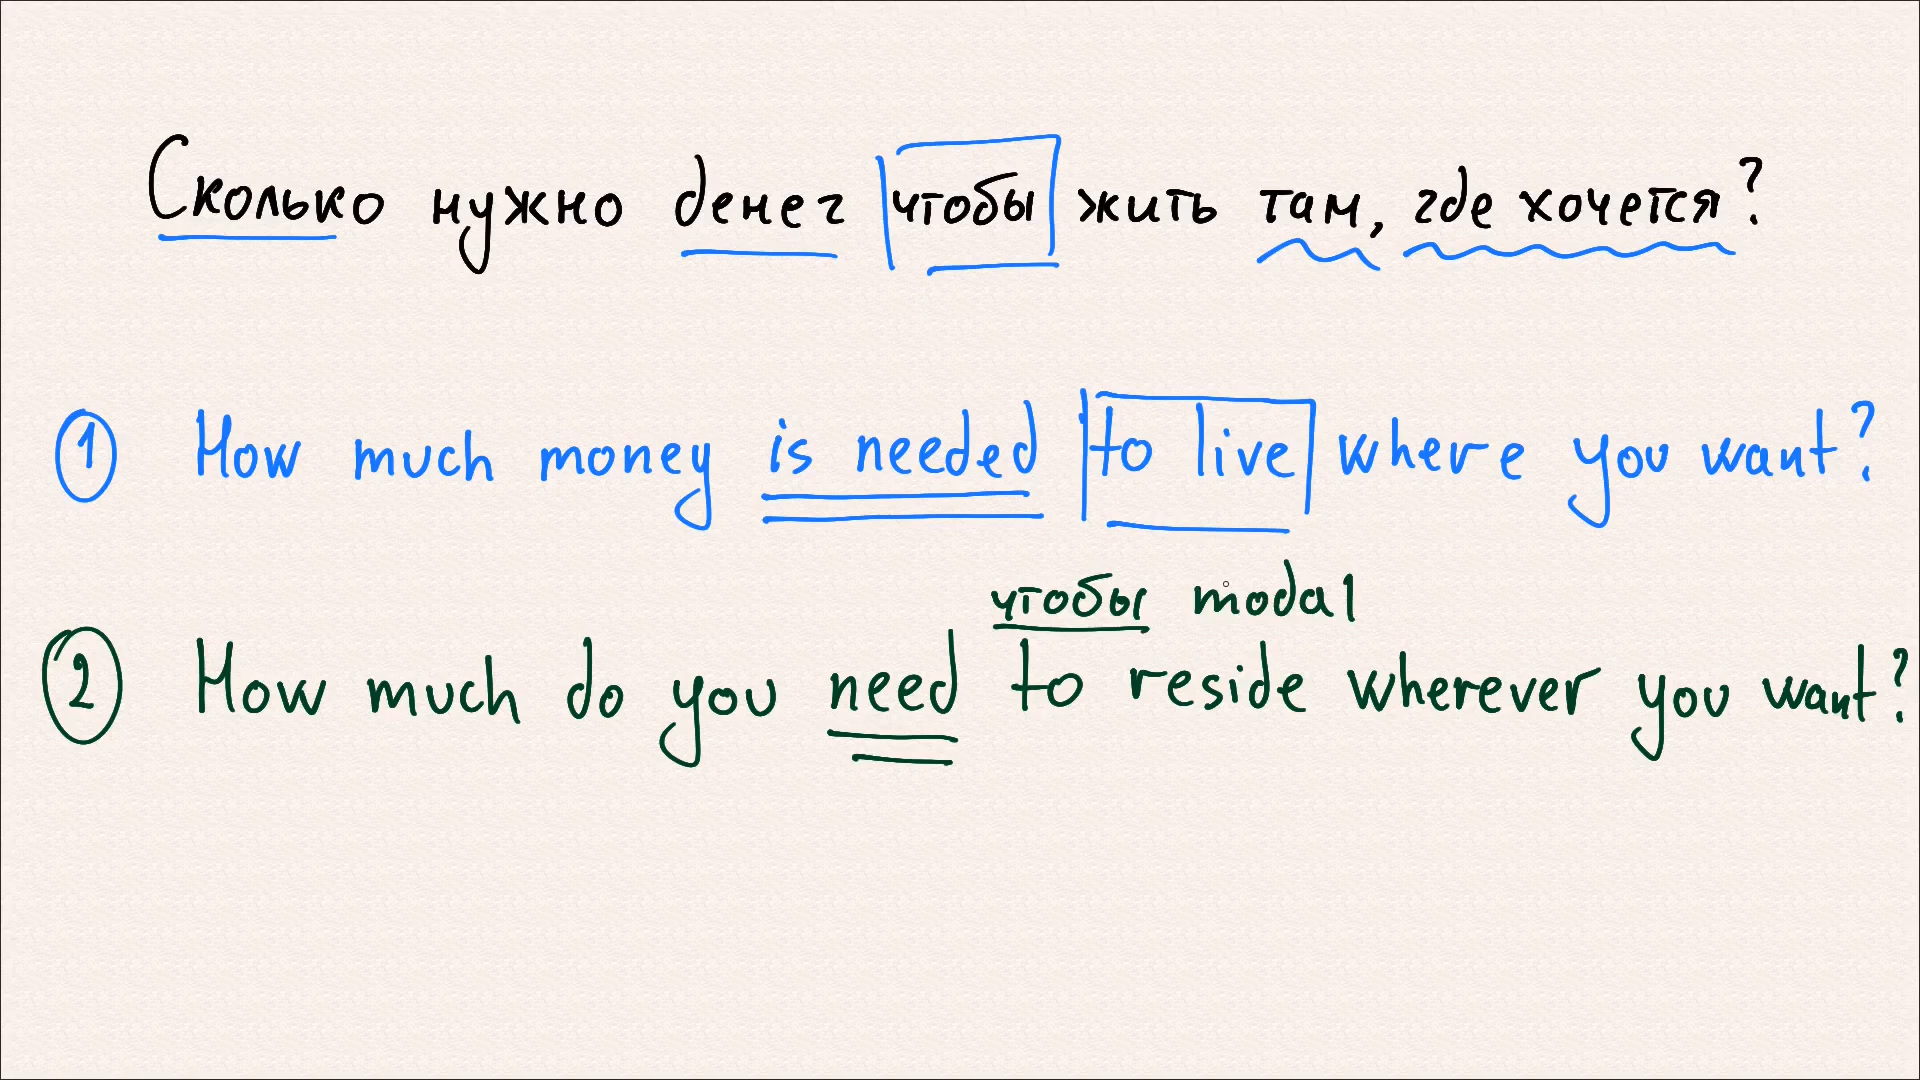 Сколько нужно денег чтобы жить там, где хочется?
1 How much money is needed to live where you want?
чтобы modal
2 How much do you need to reside wherever you want?